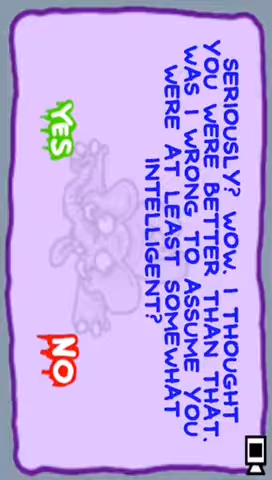 SERIOUSLY? WOW. I THOUGHT
YOU WERE BETTER THAN THAT.
WAS I WRONG TO ASSUME YOU
WERE AT LEAST SOMEWHAT
INTELLIGENT?
YES
NO